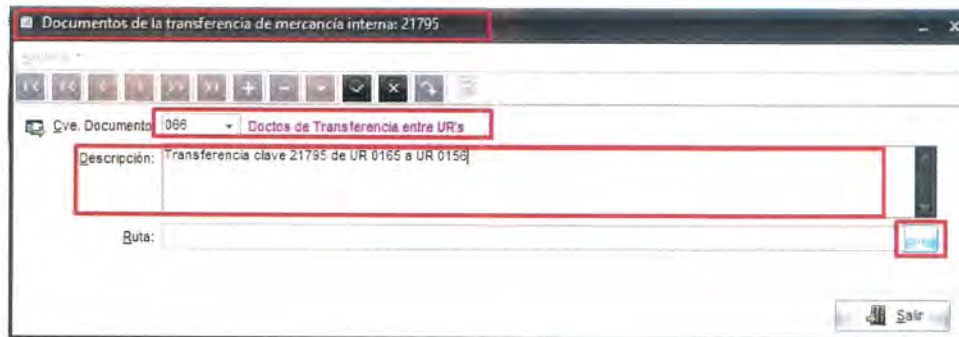 Documentos de la transferencia de mercancía interna: 21795
Cve. Documento 066 Doctos de Transferencia entre UR's
Descripción: Transferencia clave 21795 de UR 0165 a UR 0156
Ruta:
Salir